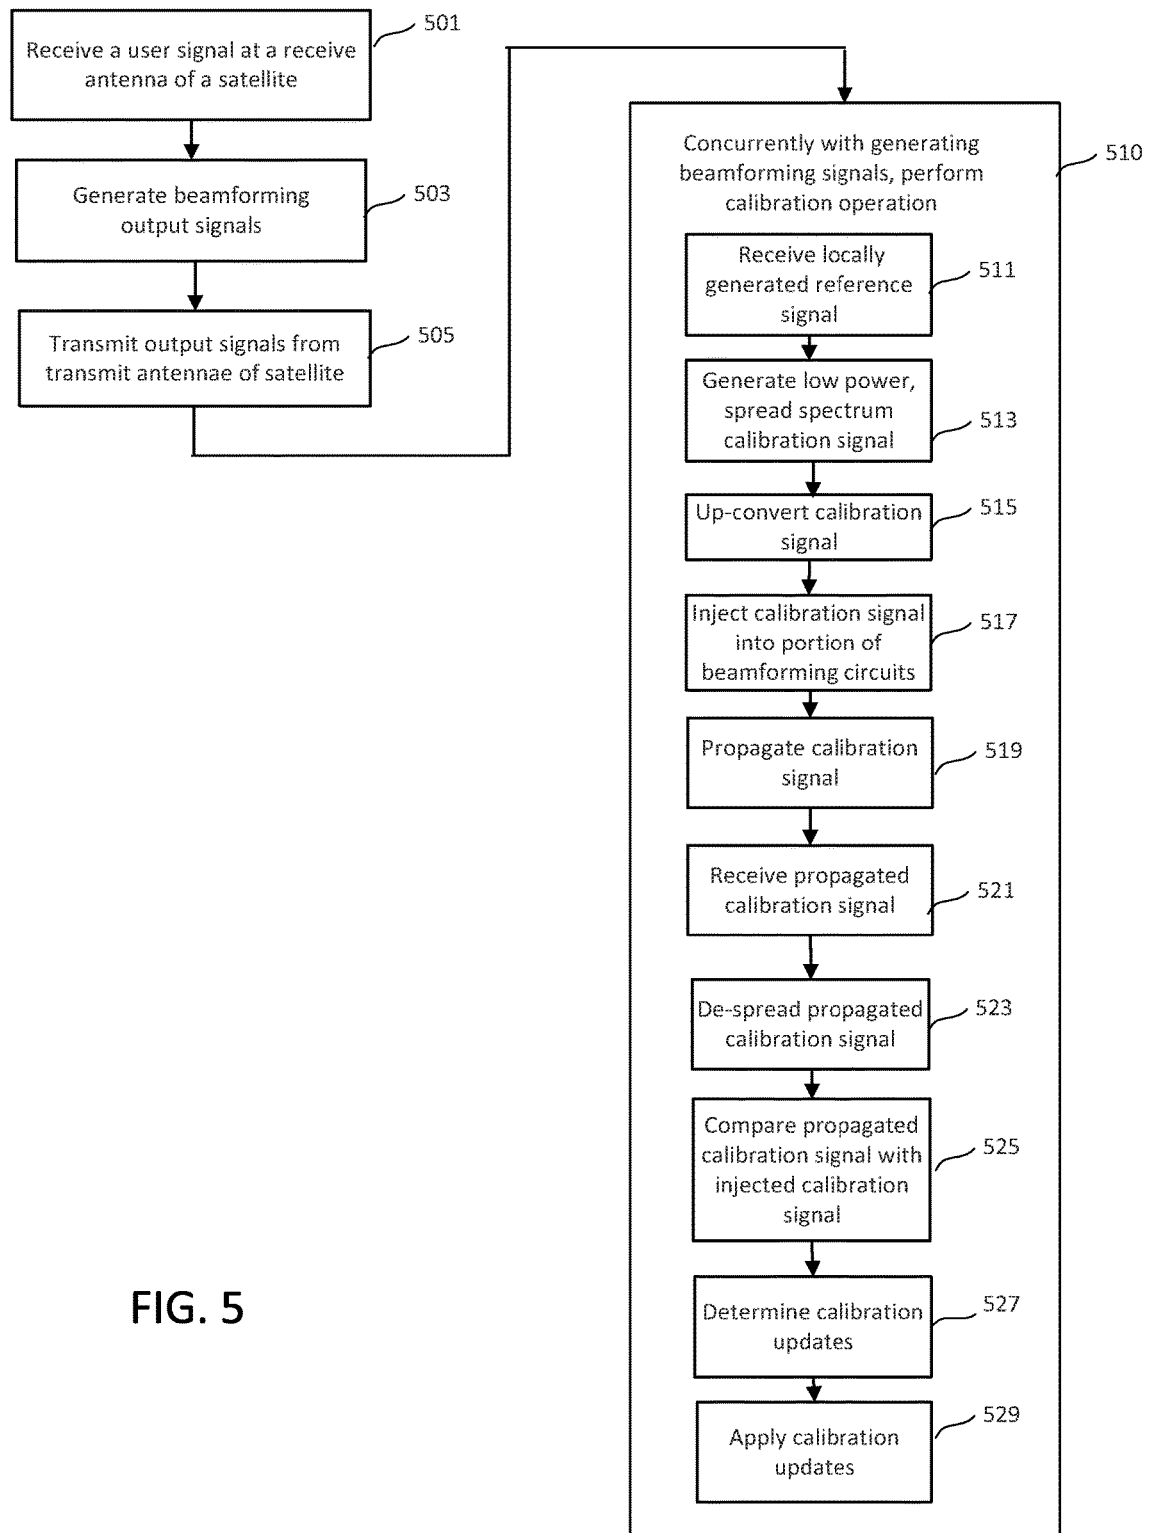 Receive a user signal at a receive
antenna of a satellite
501
Generate beamforming
output signals
503
Transmit output signals from
transmit antennae of satellite
505
Concurrently with generating
beamforming signals, perform
calibration operation
510
Receive locally
generated reference
signal
511
Generate low power,
spread spectrum
calibration signal
513
Up-convert calibration
signal
515
Inject calibration signal
into portion of
beamforming circuits
517
Propagate calibration
signal
519
Receive propagated
calibration signal
521
De-spread propagated
calibration signal
523
Compare propagated
calibration signal with
injected calibration
signal
525
Determine calibration
updates
527
Apply calibration
updates
529
FIG. 5